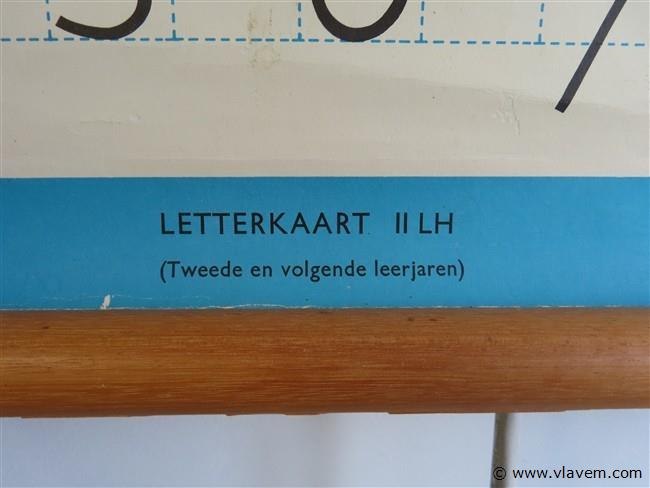 LETTERKAART II LH
(Tweede en volgende leerjaren)
© www.vlavem.com